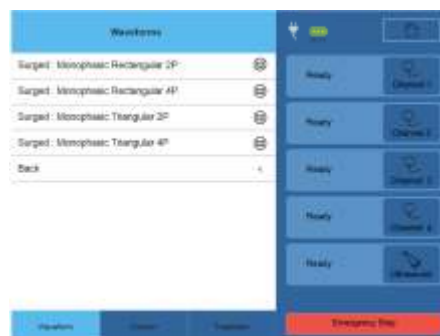 Waveforms
Surged : Monophasic Rectangular 2P
Surged : Monophasic Rectangular 4P
Surged : Monophasic Triangular 2P
Surged : Monophasic Triangular 4P
Back
Ready
Channel 1
Ready
Channel 2
Ready
Channel 3
Ready
Channel 4
Ready
Ultrasound
Waveform
Emergency Stop